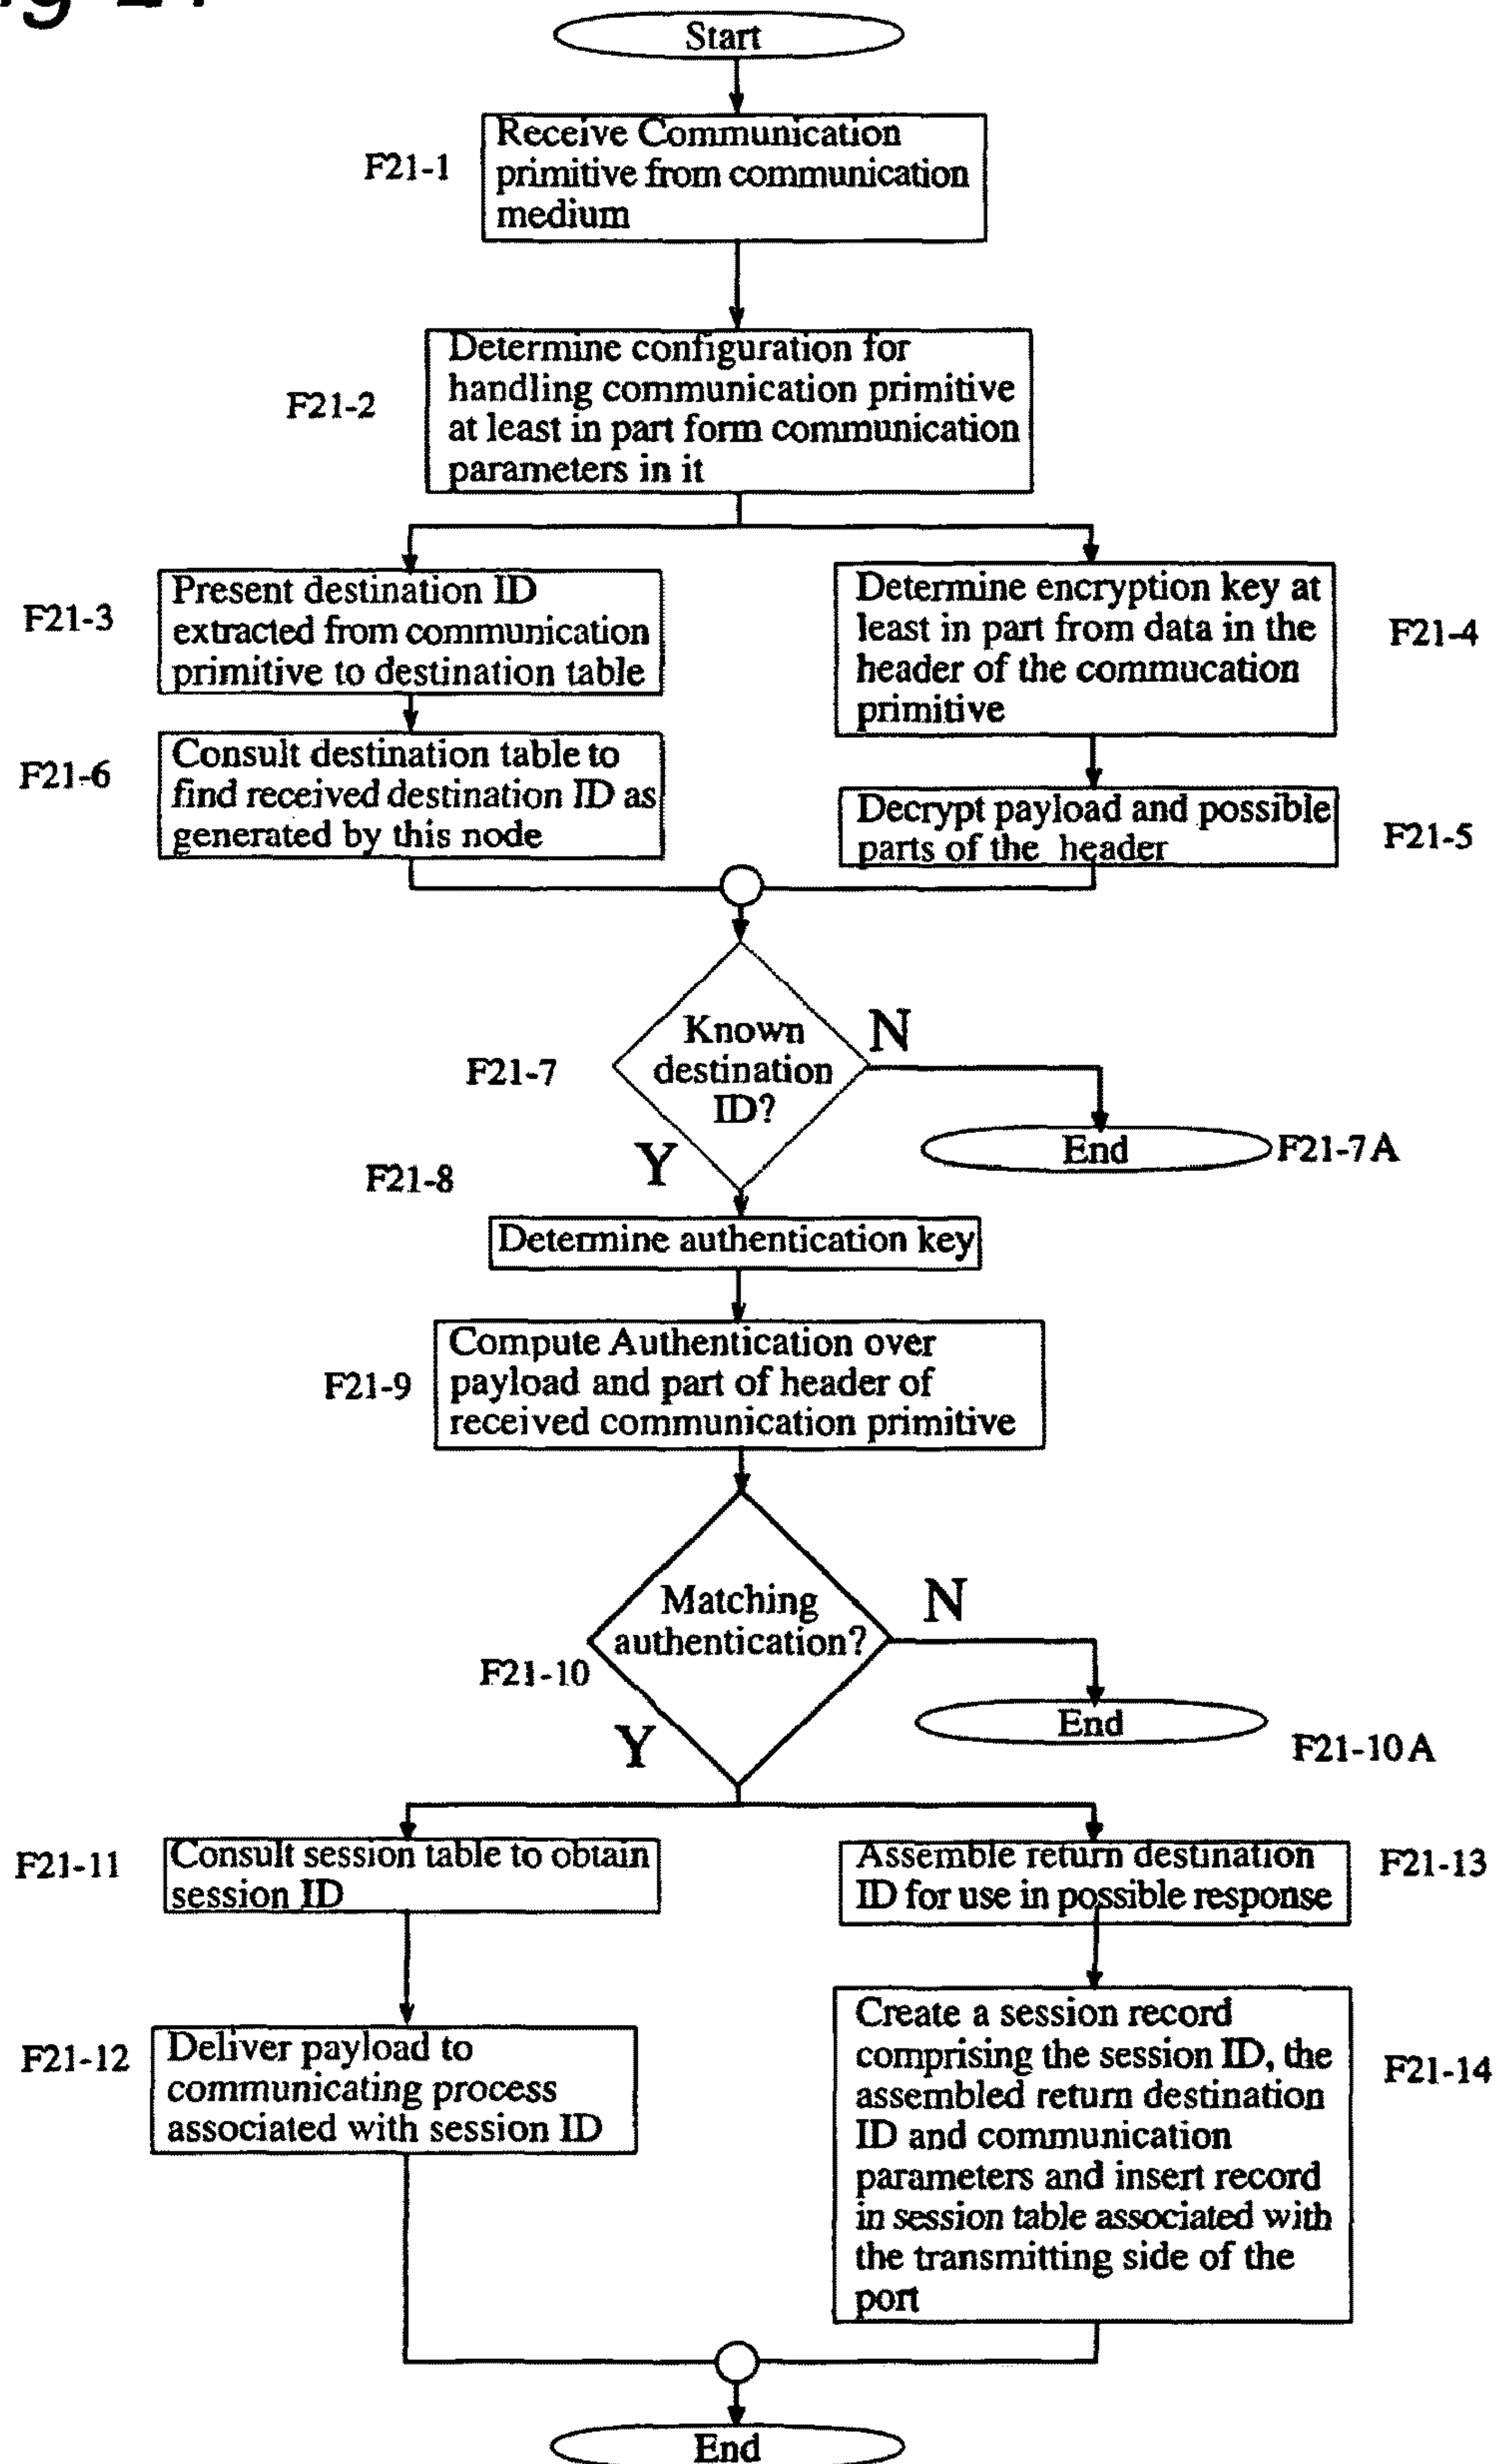 Start
F21-1
Receive Communication
primitive from communication
medium
F21-2
Determine configuration for
handling communication primitive
at least in part form communication
parameters in it
F21-3
Present destination ID
extracted from communication
primitive to destination table
Determine encryption key at
least in part from data in the
header of the commucation
primitive
F21-4
F21-6
Consult destination table to
find received destination ID as
generated by this node
Decrypt payload and possible
parts of the header
F21-5
F21-7
Known
destination
ID?
N
Y
End
F21-7A
F21-8
Determine authentication key
F21-9
Compute Authentication over
payload and part of header of
received communication primitive
F21-10
Matching
authentication?
N
Y
End
F21-10A
F21-11
Consult session table to obtain
session ID
Assemble return destination
ID for use in possible response
F21-13
F21-12
Deliver payload to
communicating process
associated with session ID
Create a session record
comprising the session ID, the
assembled return destination
ID and communication
parameters and insert record
in session table associated with
the transmitting side of the
port
F21-14
End